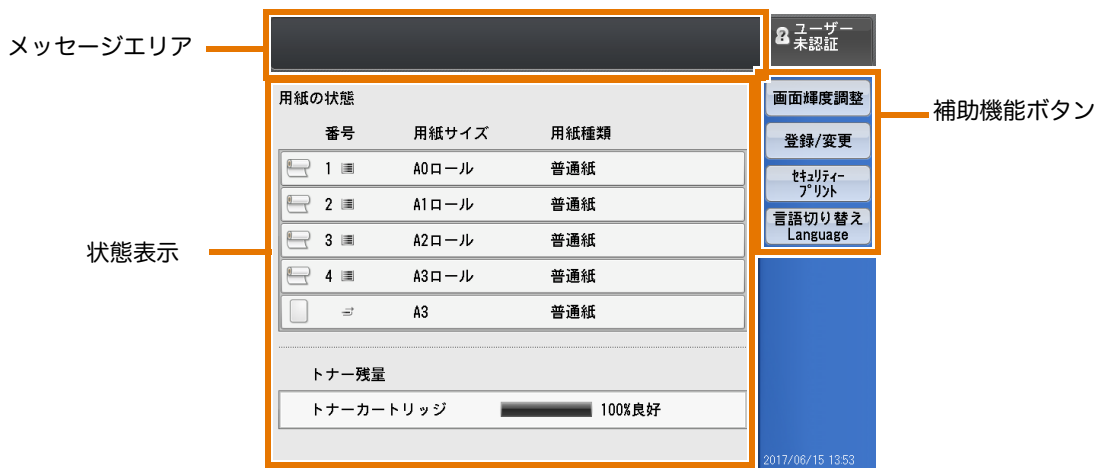 メッセージエリア
ユーザー
未認証
用紙の状態
番号 用紙サイズ 用紙種類
1 A0ロール 普通紙
2 A1ロール 普通紙
3 A2ロール 普通紙
4 A3ロール 普通紙
A3 普通紙
トナー残量
トナーカートリッジ 100%良好
画面輝度調整
登録/変更
セキュリティー
プリント
言語切り替え
Language
補助機能ボタン
状態表示
2017/06/15 13:53